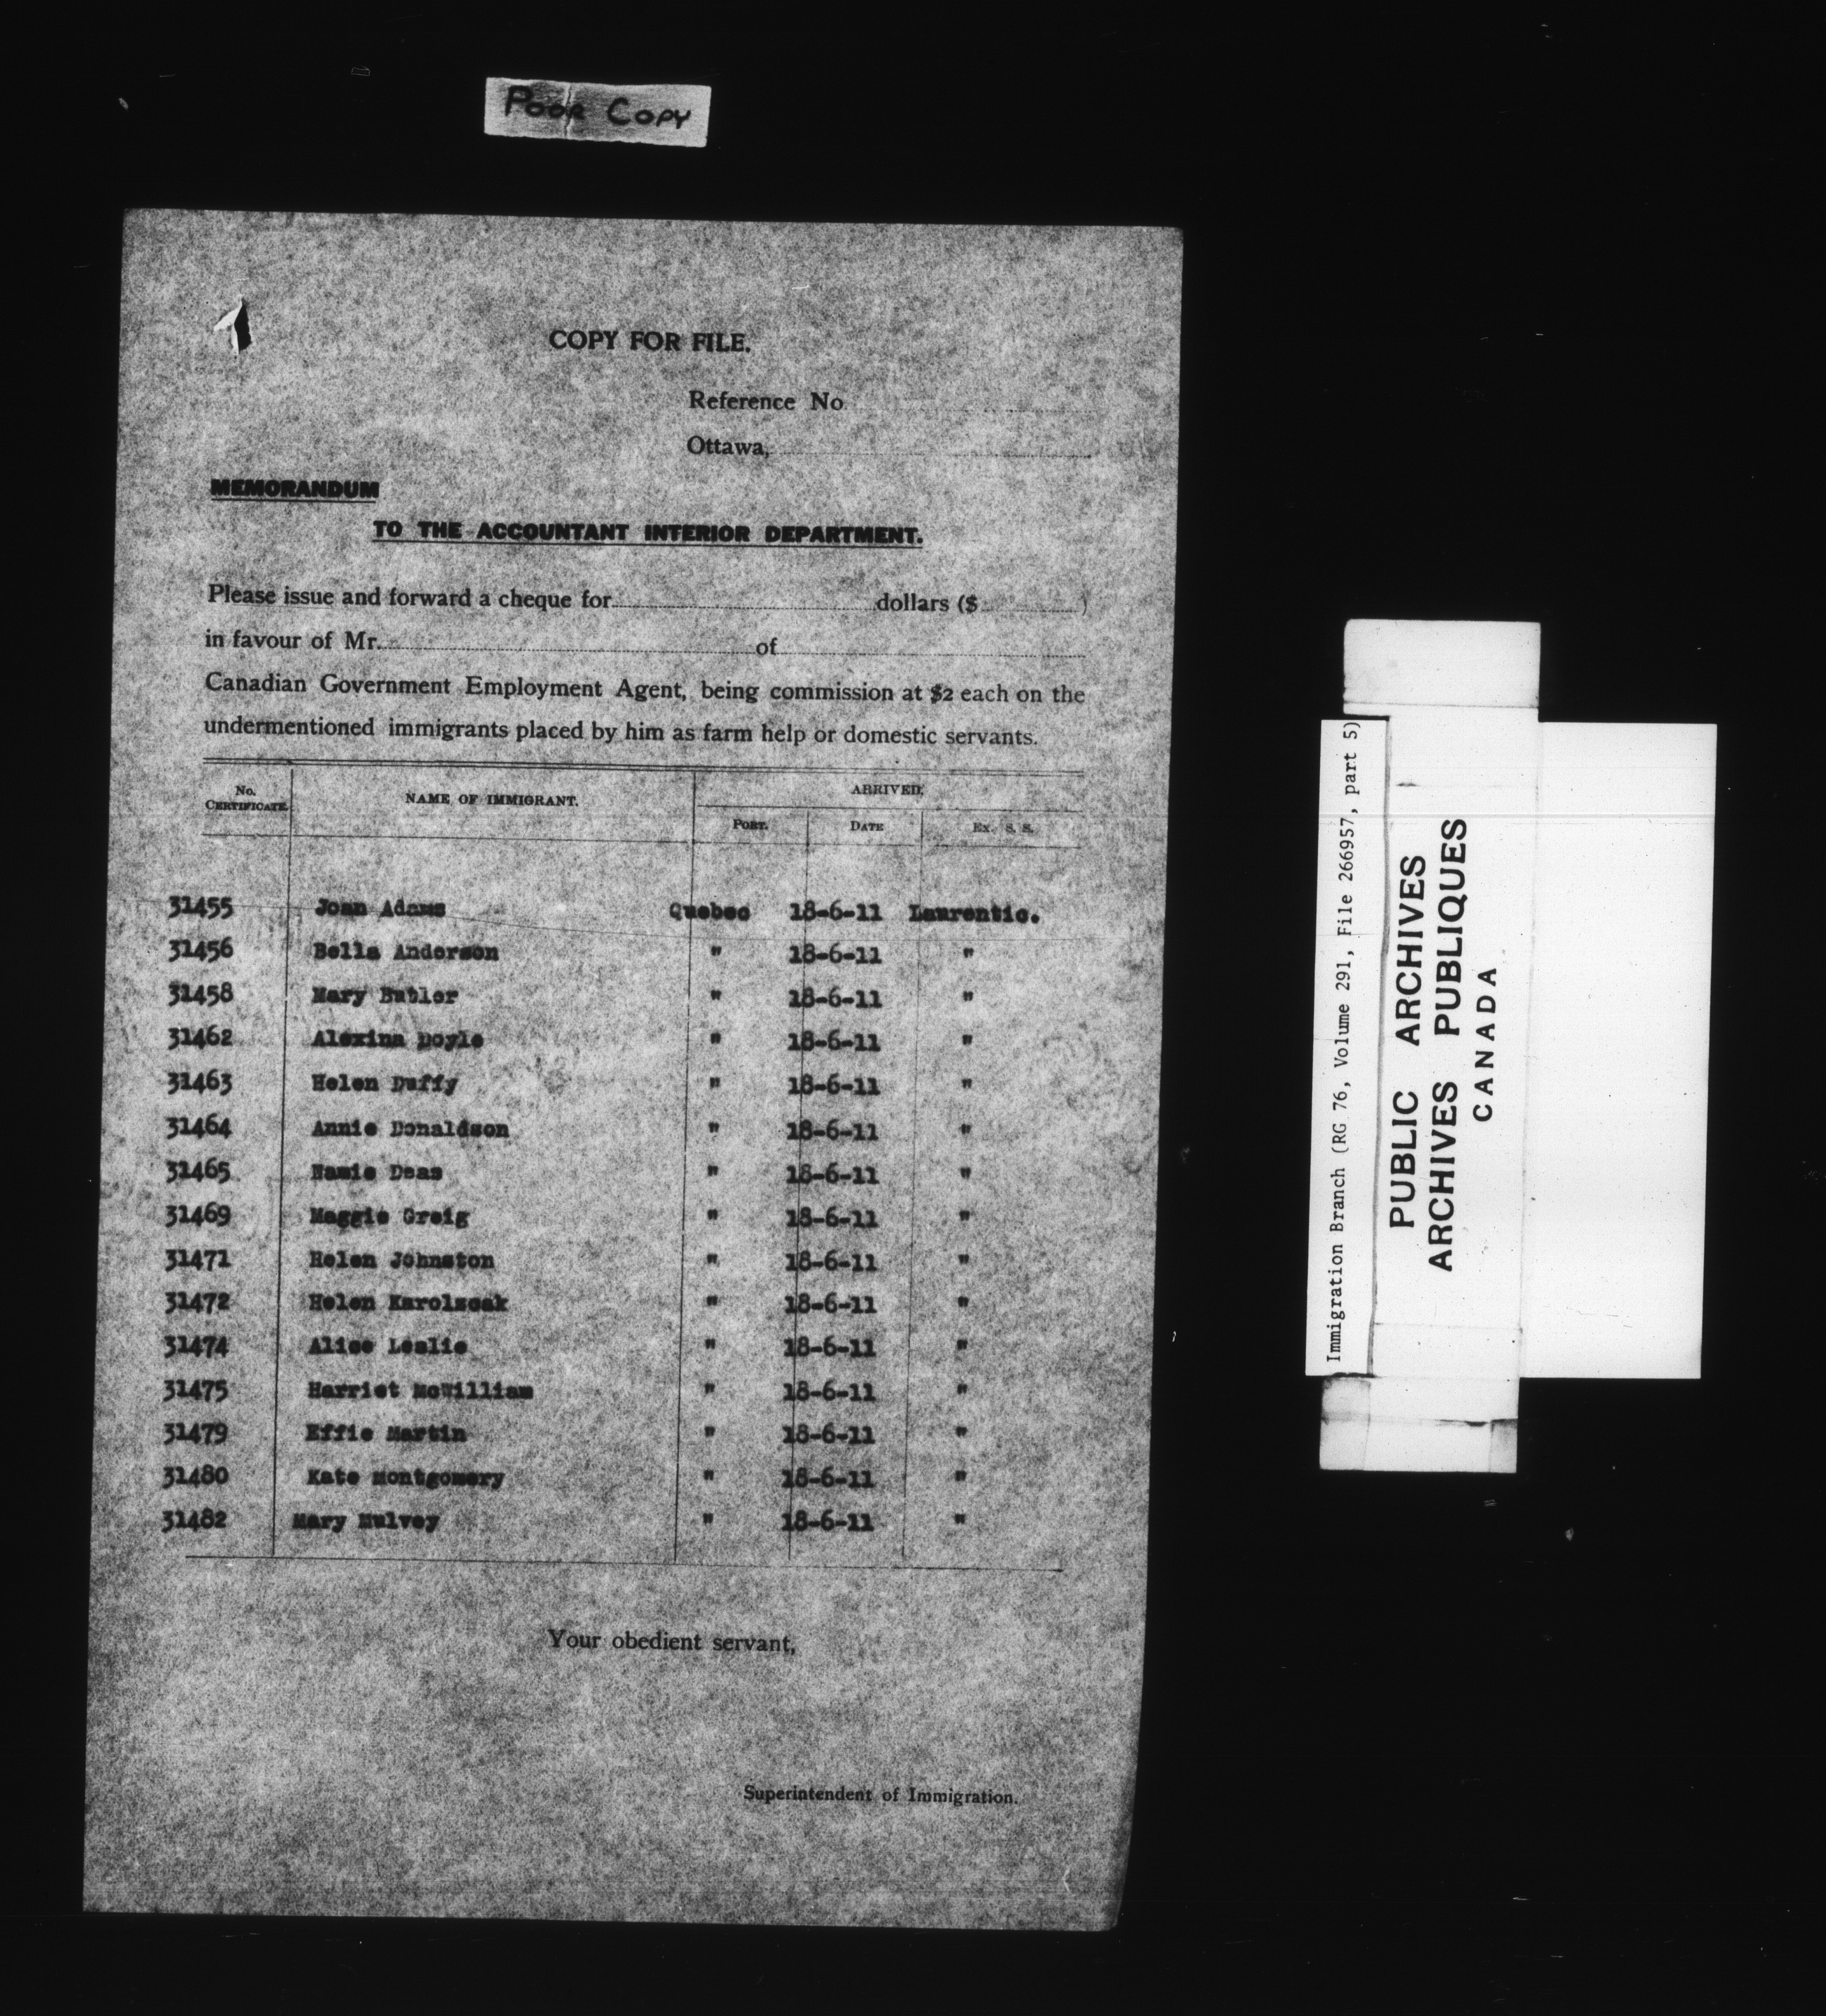 Poor Copy
COPY FOR FILE.
Reference No
Ottawa,
MEMORANDUM
TO THE ACCOUNTANT INTERIOR DEPARTMENT.
Please issue and forward a cheque for dollars ($ )
in favour of Mr. of
Canadian Government Employment Agent, being commission at $2 each on the
undermentioned immigrants placed by him as farm help or domestic servants.
No. CERTIFICATE. NAME OF IMMIGRANT. ARRIVED.
PORT. DATE Ex. S. S.
31455 Joan Adams Quebec 18-6-11 Laurentic.
31456 Bella Anderson " 18-6-11 "
31458 Mary Butler " 18-6-11 "
31462 Alexina Doyle " 18-6-11 "
31463 Helen Duffy " 18-6-11 "
31464 Annie Donaldson " 18-6-11 "
31465 Deas " 18-6-11 "
31469 Maggie Greig " 18-6-11 "
31471 Helen Johnston " 18-6-11 "
31472 Helen " 18-6-11 "
31474 Alice Leslie " 18-6-11 "
31475 Harriet McWilliam " 18-6-11 "
31479 Effie Martin " 18-6-11 "
31480 Kate Montgomery " 18-6-11 "
31482 Mary Mulvey " 18-6-11 "
Your obedient servant,
Superintendent of Immigration.
Immigration Branch (RG 76, Volume 291, File 266957, part 5)
PUBLIC ARCHIVES
ARCHIVES PUBLIQUES
CANADA